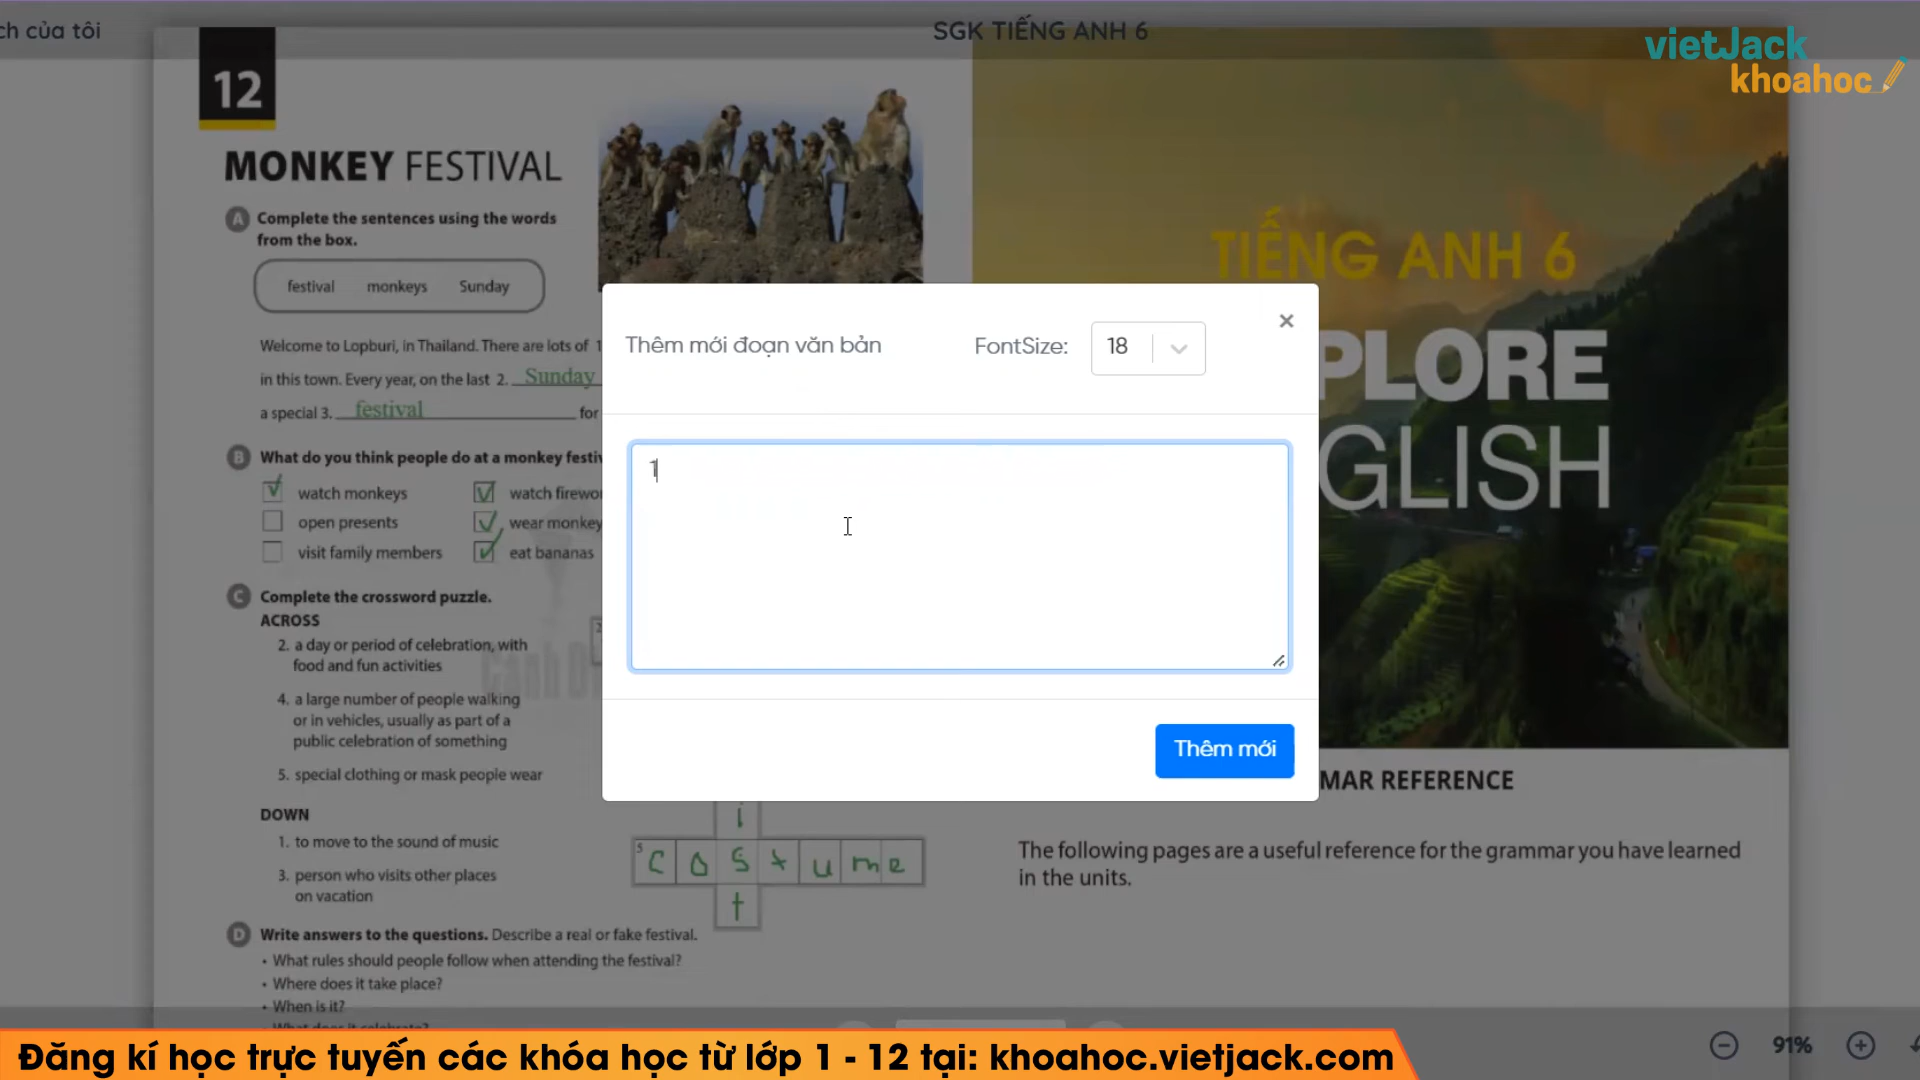 ch của tôi
SGK TIẾNG ANH 6
vietJack
khoahoc
12
MONKEY FESTIVAL
A Complete the sentences using the words
from the box.
festival monkeys Sunday
Welcome to Lopburi, in Thailand. There are lots of 1
in this town. Every year, on the last 2. Sunday
a special 3. festival for
B What do you think people do at a monkey festiv
watch monkeys watch firewor
open presents wear monkey
visit family members eat bananas
C Complete the crossword puzzle.
ACROSS
2. a day or period of celebration, with
food and fun activities
4. a large number of people walking
or in vehicles, usually as part of a
public celebration of something
5. special clothing or mask people wear
DOWN
1. to move to the sound of music
3. person who visits other places
on vacation
i
5 c o s t u m e
t
D Write answers to the questions. Describe a real or fake festival.
• What rules should people follow when attending the festival?
• Where does it take place?
• When is it?
• What does it celebrate?
Thêm mới đoạn văn bản FontSize: 18 ×
1
Thêm mới
TIẾNG ANH 6
PLORE
GLISH
MAR REFERENCE
The following pages are a useful reference for the grammar you have learned
in the units.
91%
Đăng kí học trực tuyến các khóa học từ lớp 1 - 12 tại: khoahoc.vietjack.com